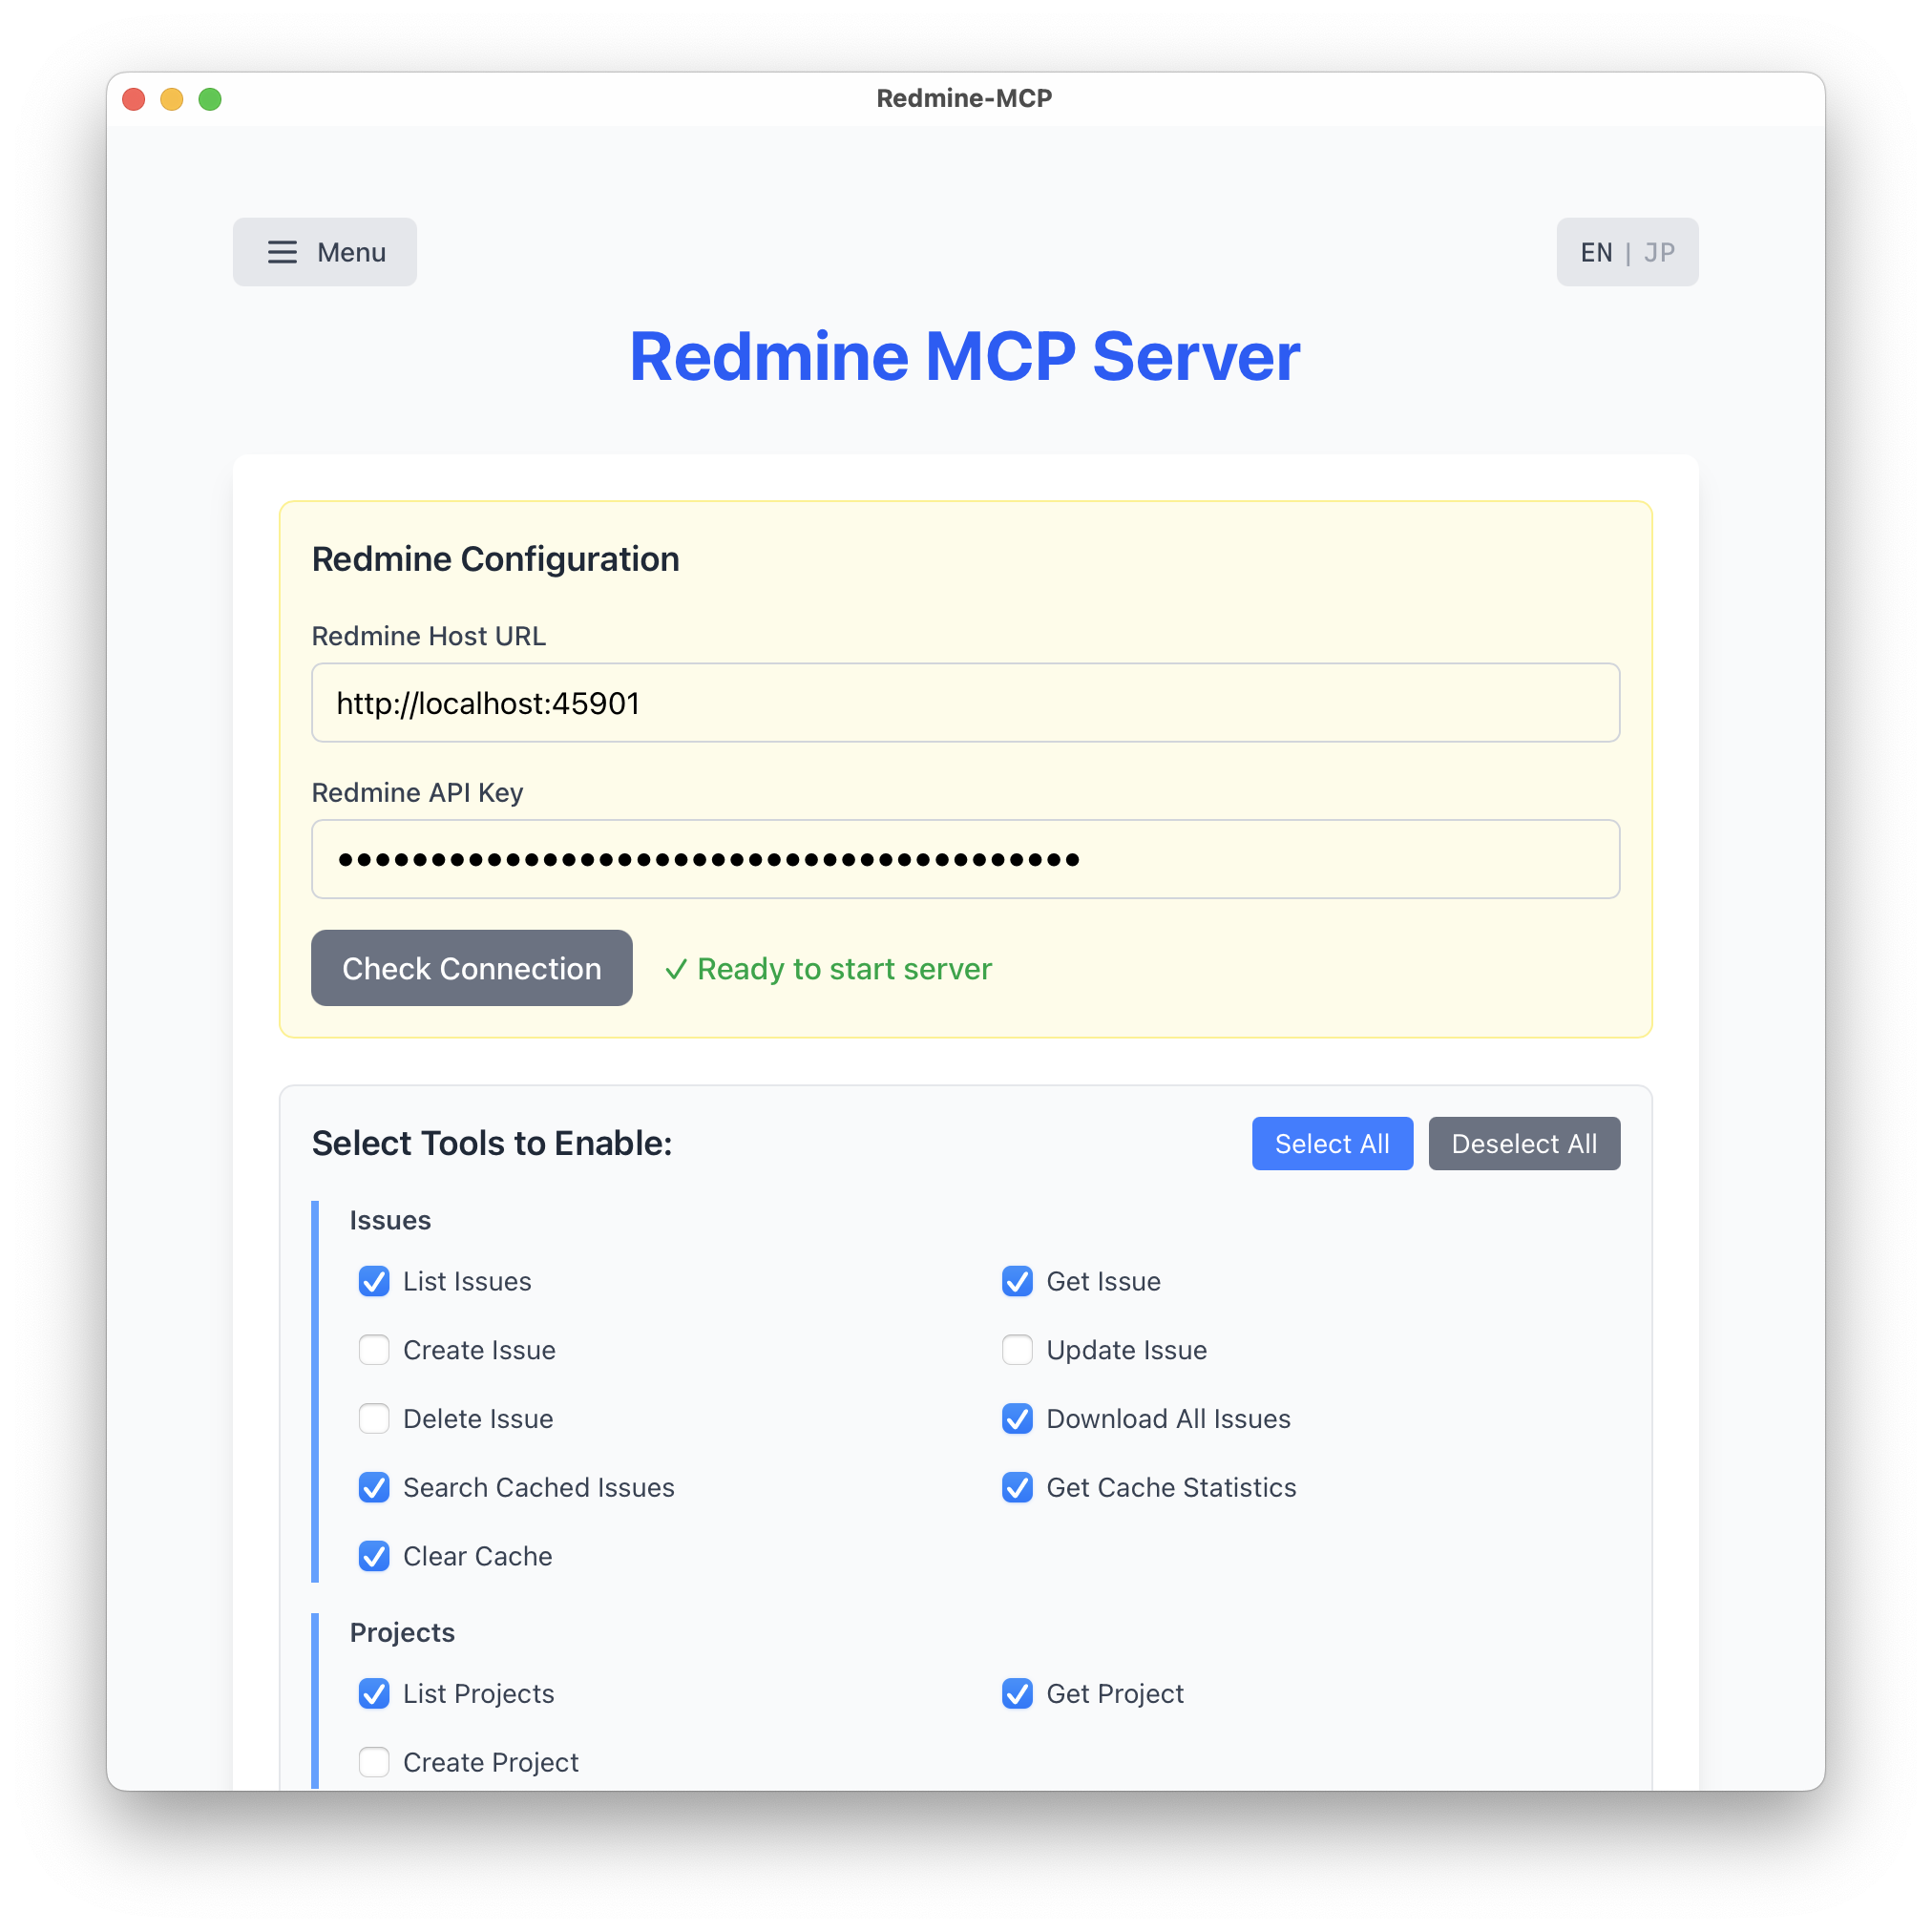 Redmine-MCP
Menu
EN | JP
Redmine MCP Server
Redmine Configuration
Redmine Host URL
http://localhost:45901
Redmine API Key
••••••••••••••••••••••••••••••••••••••••
Check Connection ✓ Ready to start server
Select Tools to Enable:
Select All Deselect All
Issues
List Issues Get Issue
Create Issue Update Issue
Delete Issue Download All Issues
Search Cached Issues Get Cache Statistics
Clear Cache
Projects
List Projects Get Project
Create Project